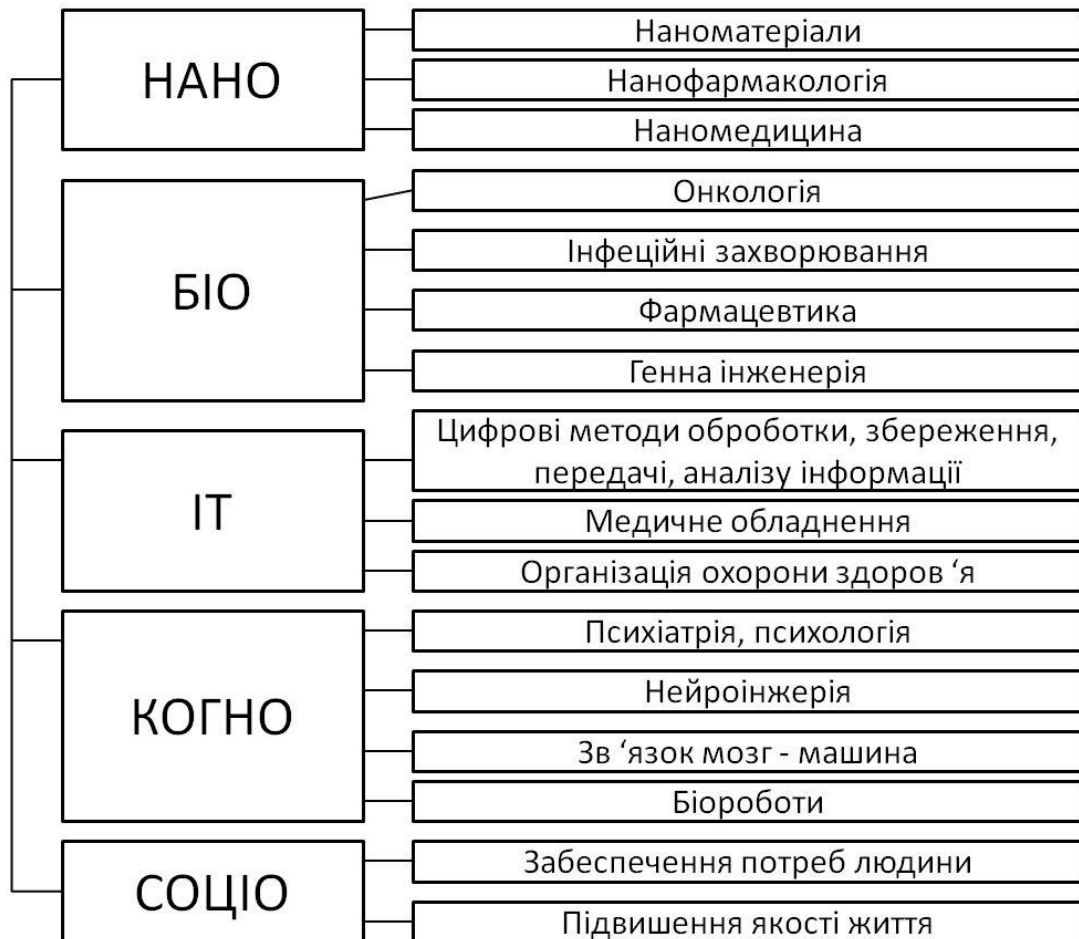 НАНО
Наноматеріали
Нанофармакологія
Наномедицина
БІО
Онкологія
Інфеційні захворювання
Фармацевтика
Генна інженерія
ІТ
Цифрові методи оброботки, збереження,
передачі, аналізу інформації
Медичне обладнення
Організація охорони здоров ‘я
КОГНО
Психіатрія, психологія
Нейроінжерія
Зв ‘язок мозг - машина
Біороботи
СОЦІО
Забеспечення потреб людини
Підвишення якості життя